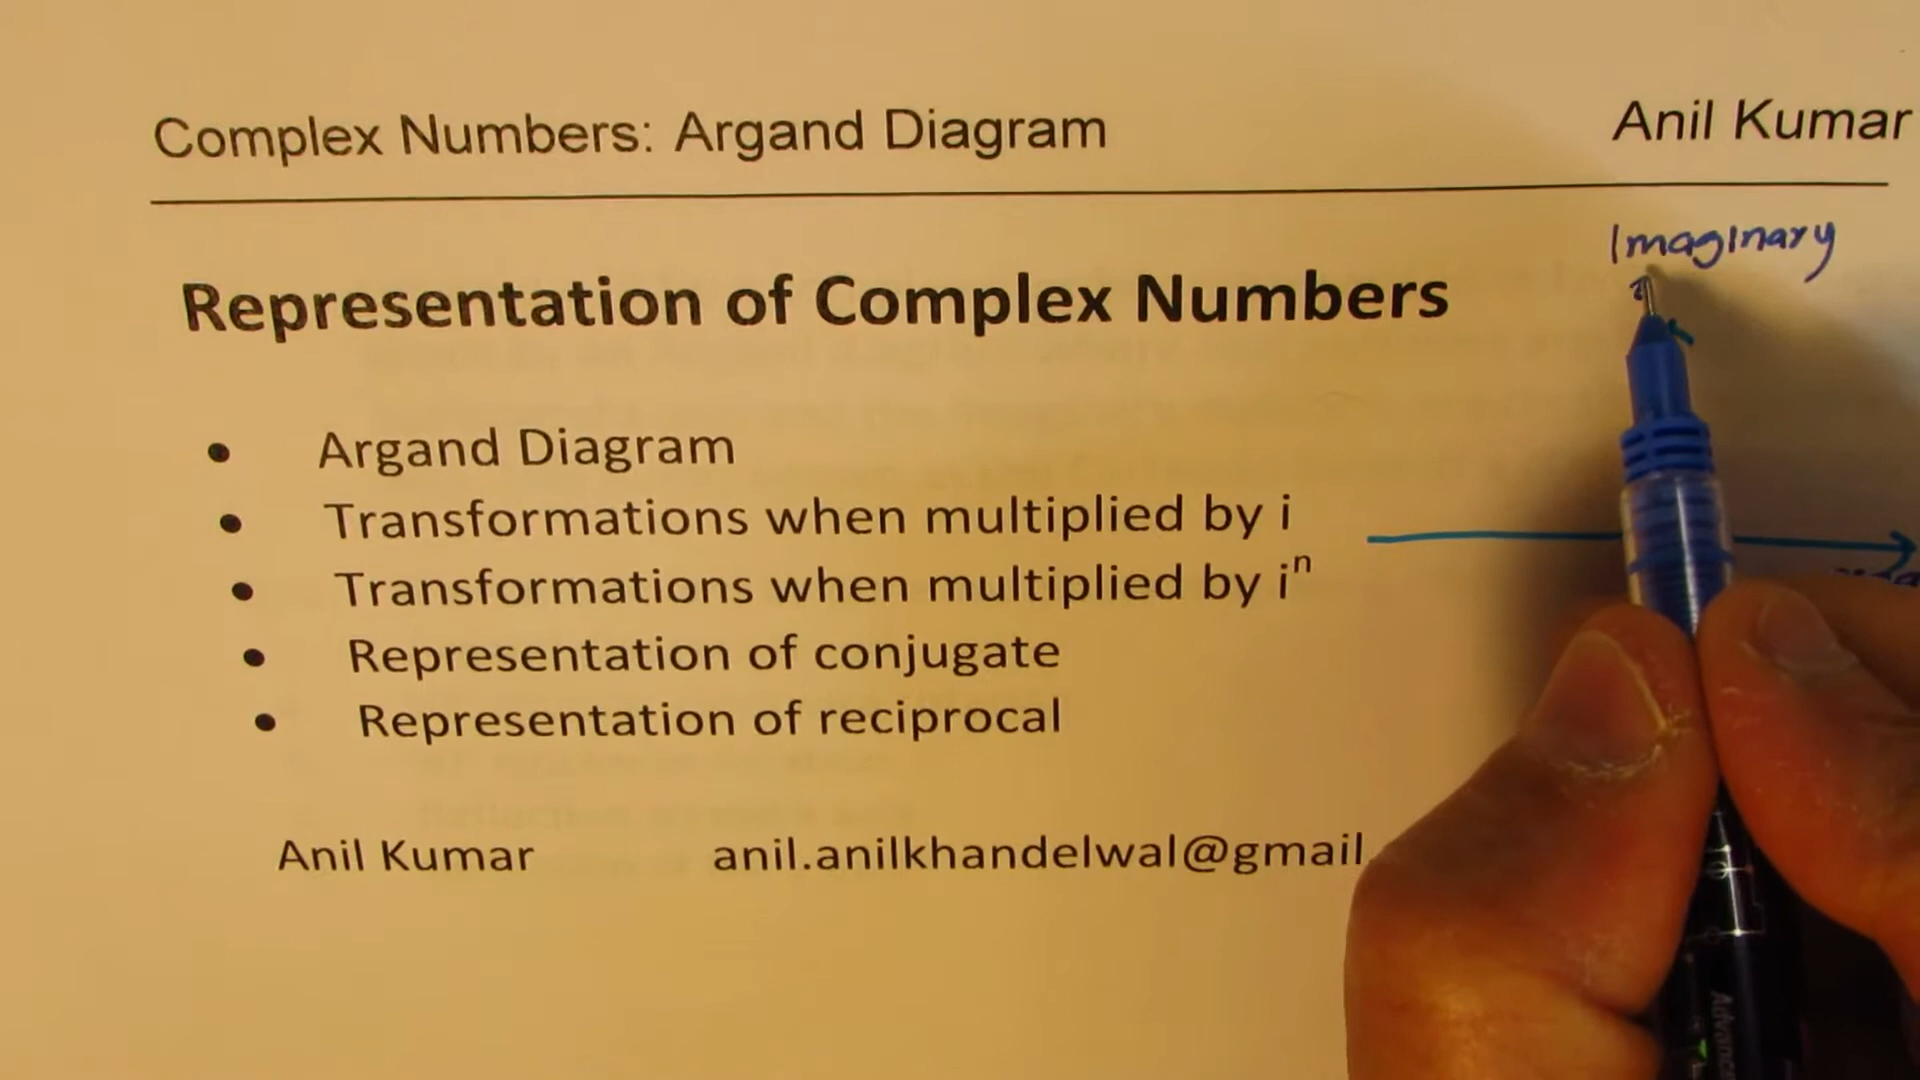 Complex Numbers: Argand Diagram Anil Kumar
Imaginary
Representation of Complex Numbers
• Argand Diagram
• Transformations when multiplied by i
• Transformations when multiplied by iⁿ
• Representation of conjugate
• Representation of reciprocal
Anil Kumar anil.anilkhandelwal@gmail.